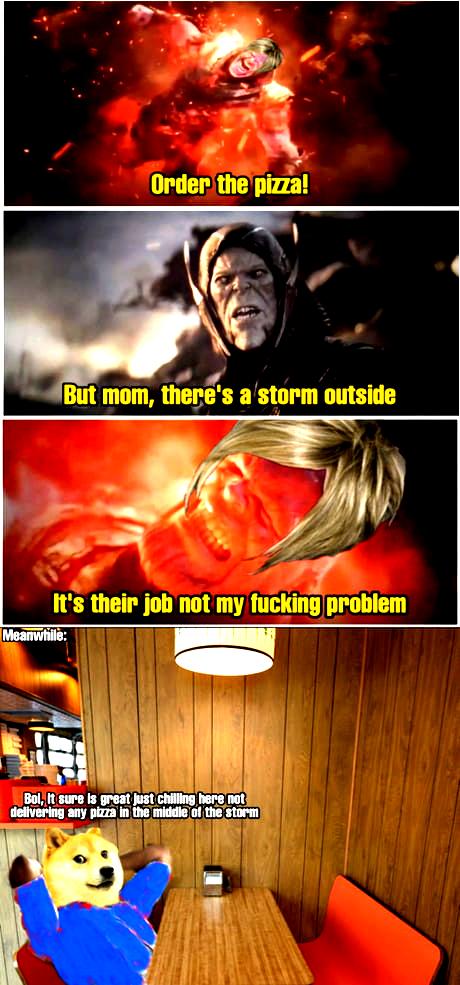 Order the pizza!
But mom, there's a storm outside
It's their job not my fucking problem
Meanwhile:
Boi, it sure is great just chilling here not
delivering any pizza in the middle of the storm